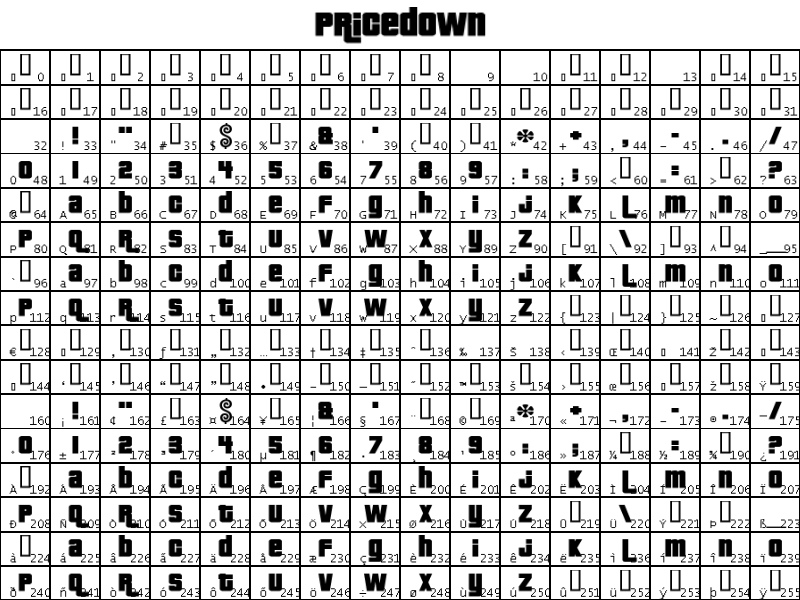 PRiCEDOWN
0 1 2 3 4 5 6 7 8 9 10 11 12 13 14 15
16 17 18 19 20 21 22 23 24 25 26 27 28 29 30 31
32 ! ! 33 " " 34 # 35 $ $ 36 % 37 & & 38 ' ' 39 ( 40 ) 41 * * 42 + + 43 , , 44 - - 45 . . 46 / / 47
0 0 48 1 1 49 2 2 50 3 3 51 4 4 52 5 5 53 6 6 54 7 7 55 8 8 56 9 9 57 : : 58 ; ; 59 < 60 = : 61 > 62 ? ? 63
@ 64 A a 65 B b 66 C c 67 D d 68 E e 69 F F 70 G g 71 H h 72 I i 73 J J 74 K K 75 L L 76 M m 77 N n 78 O o 79
P P 80 Q Q 81 R R 82 S s 83 T t 84 U u 85 V v 86 W w 87 X x 88 Y y 89 Z z 90 [ 91 \ \ 92 ] 93 ^ 94 _ 95
` 96 a a 97 b b 98 c c 99 d d 100 e e 101 f F 102 g g 103 h h 104 i i 105 j J 106 k K 107 l L 108 m m 109 n n 110 o o 111
p P 112 q Q 113 r R 114 s s 115 t t 116 u u 117 v v 118 w w 119 x x 120 y y 121 z z 122 { 123 | 124 } 125 ~ 126 127
€ 128 129 ‚ 130 ƒ 131 „ 132 … 133 † 134 ‡ 135 ˆ 136 ‰ 137 Š 138 ‹ 139 Œ 140 141 Ž 142 143
144 ‘ 145 ’ 146 “ 147 ” 148 • 149 – 150 — 151 ˜ 152 ™ 153 š 154 › 155 œ 156 157 ž 158 Ÿ 159
160 ¡ ! 161 ¢ " 162 £ 163 ¤ $ 164 ¥ 165 ¦ & 166 § ' 167 ¨ 168 © 169 ª * 170 « + 171 ¬ , 172 - - 173 ® . 174 ¯ / 175
° 0 176 ± 1 177 ² 2 178 ³ 3 179 ´ 4 180 µ 5 181 ¶ 6 182 · 7 183 ¸ 8 184 ¹ 9 185 º : 186 » ; 187 ¼ 188 ½ : 189 ¾ 190 ¿ ? 191
À 192 Á a 193 Â b 194 Ã c 195 Ä d 196 Å e 197 Æ F 198 Ç g 199 È h 200 É i 201 Ê J 202 Ë K 203 Ì L 204 Í m 205 Î n 206 Ï o 207
Ð P 208 Ñ Q 209 Ò R 210 Ó s 211 Ô t 212 Õ u 213 Ö v 214 × w 215 Ø x 216 Ù y 217 Ú z 218 Û 219 Ü \ 220 Ý 221 Þ 222 ß _ 223
à 224 á a 225 â b 226 ã c 227 ä d 228 å e 229 æ F 230 ç g 231 è h 232 é i 233 ê J 234 ë K 235 ì L 236 í m 237 î n 238 ï o 239
ð P 240 ñ Q 241 ò R 242 ó s 243 ô t 244 õ u 245 ö v 246 ÷ w 247 ø x 248 ù y 249 ú z 250 û 251 ü \ 252 ý 253 þ 254 ÿ 255